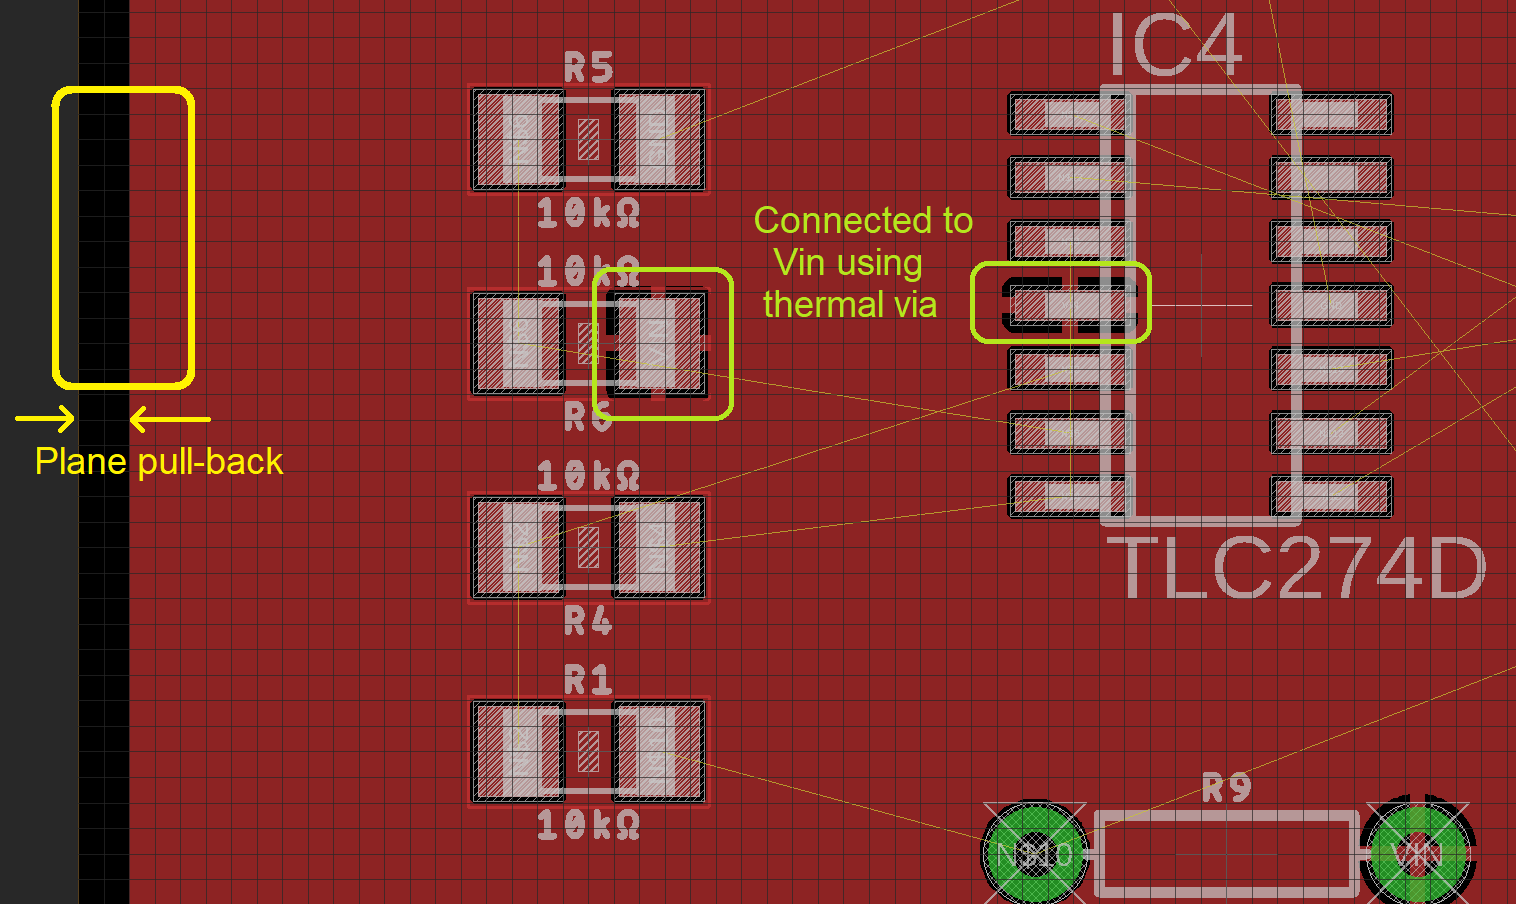 IC4
R5
10kΩ
Connected to
Vin using
thermal via
10kΩ
R6
Plane pull-back
10kΩ
R4
TLC274D
R1
10kΩ
R9
VIN